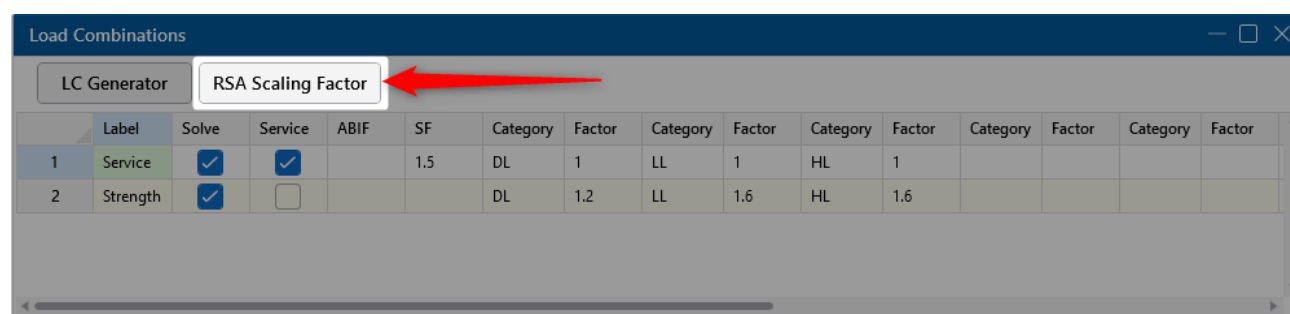 Load Combinations
LC Generator RSA Scaling Factor
Label Solve Service ABIF SF Category Factor Category Factor Category Factor Category Factor Category Factor
1 Service 1.5 DL 1 LL 1 HL 1
2 Strength DL 1.2 LL 1.6 HL 1.6